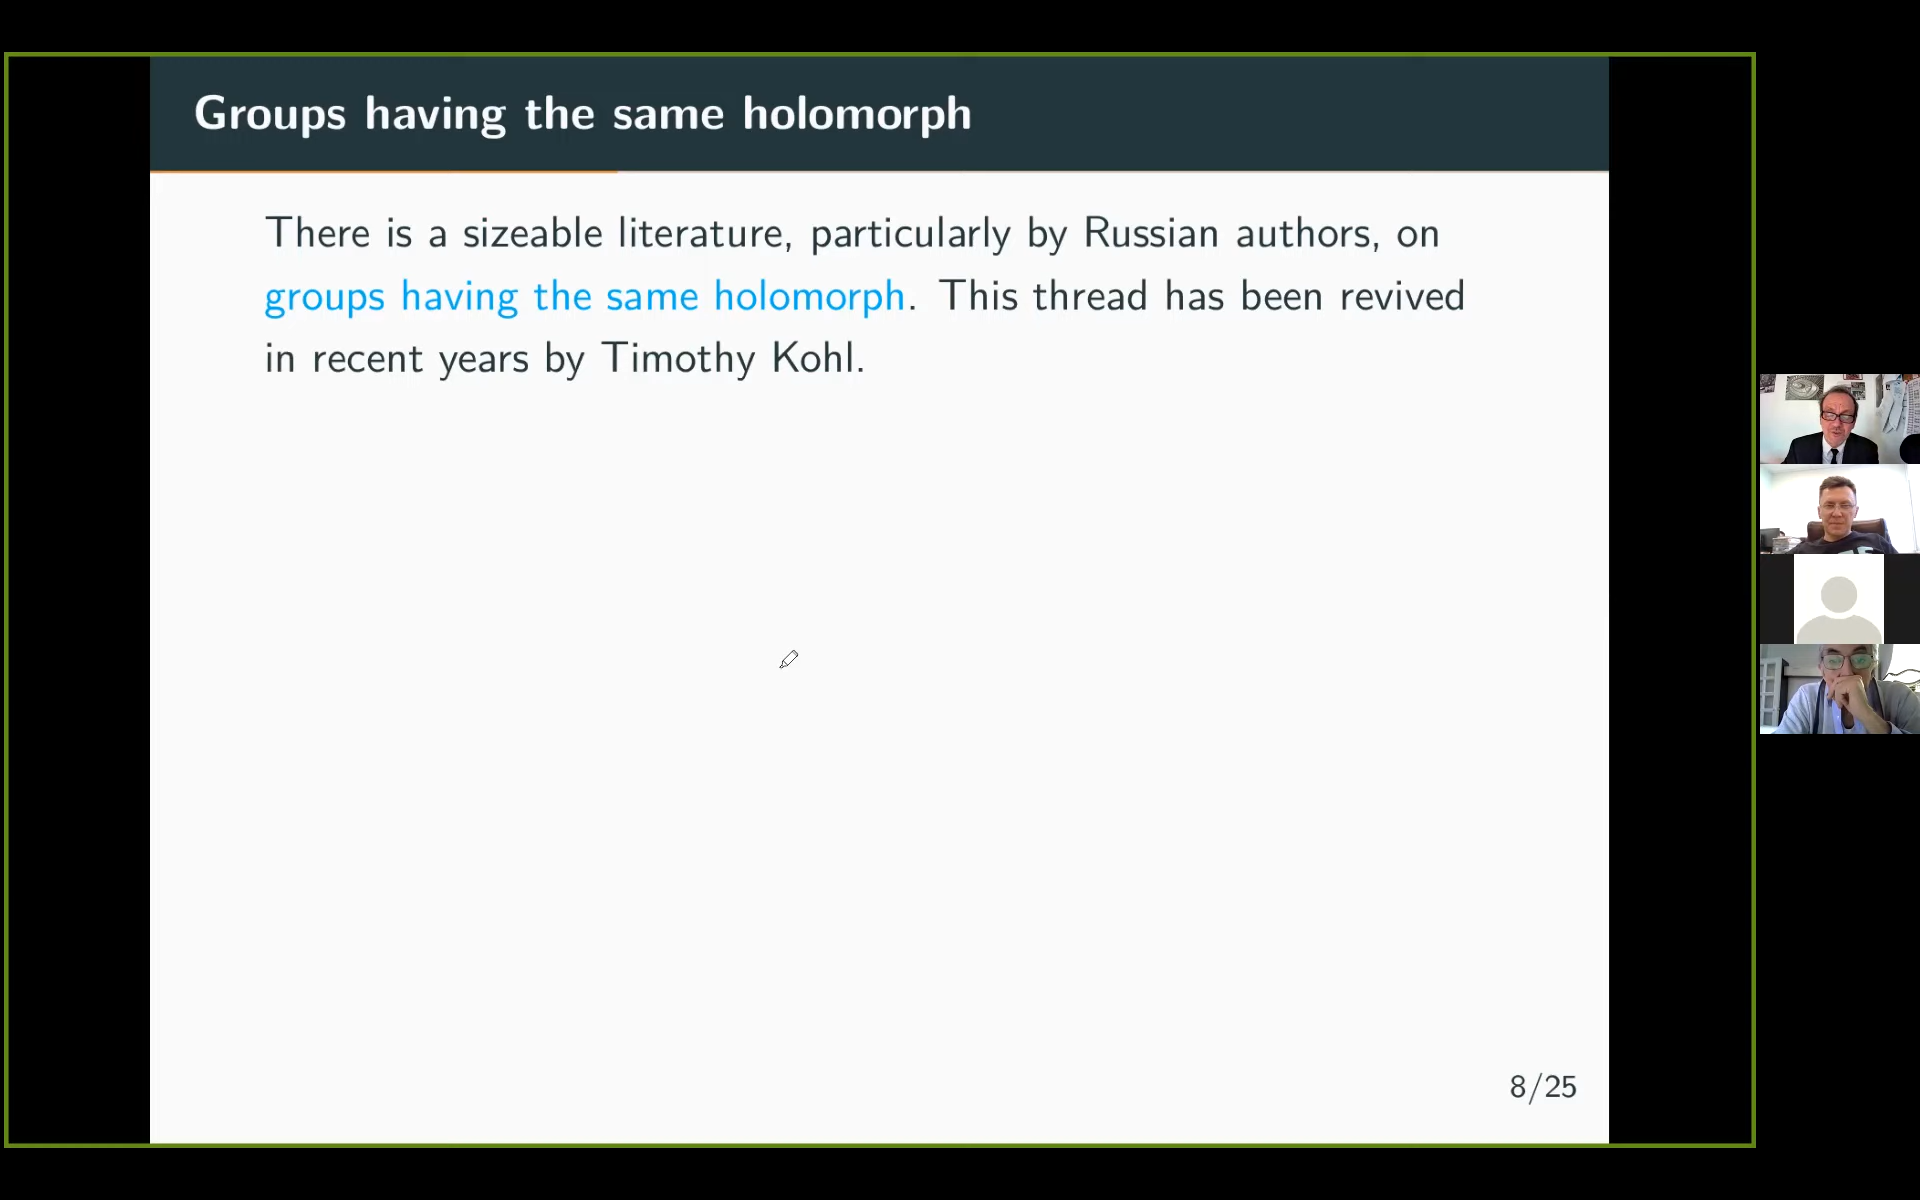 Groups having the same holomorph
There is a sizeable literature, particularly by Russian authors, on
groups having the same holomorph. This thread has been revived
in recent years by Timothy Kohl.
8/25